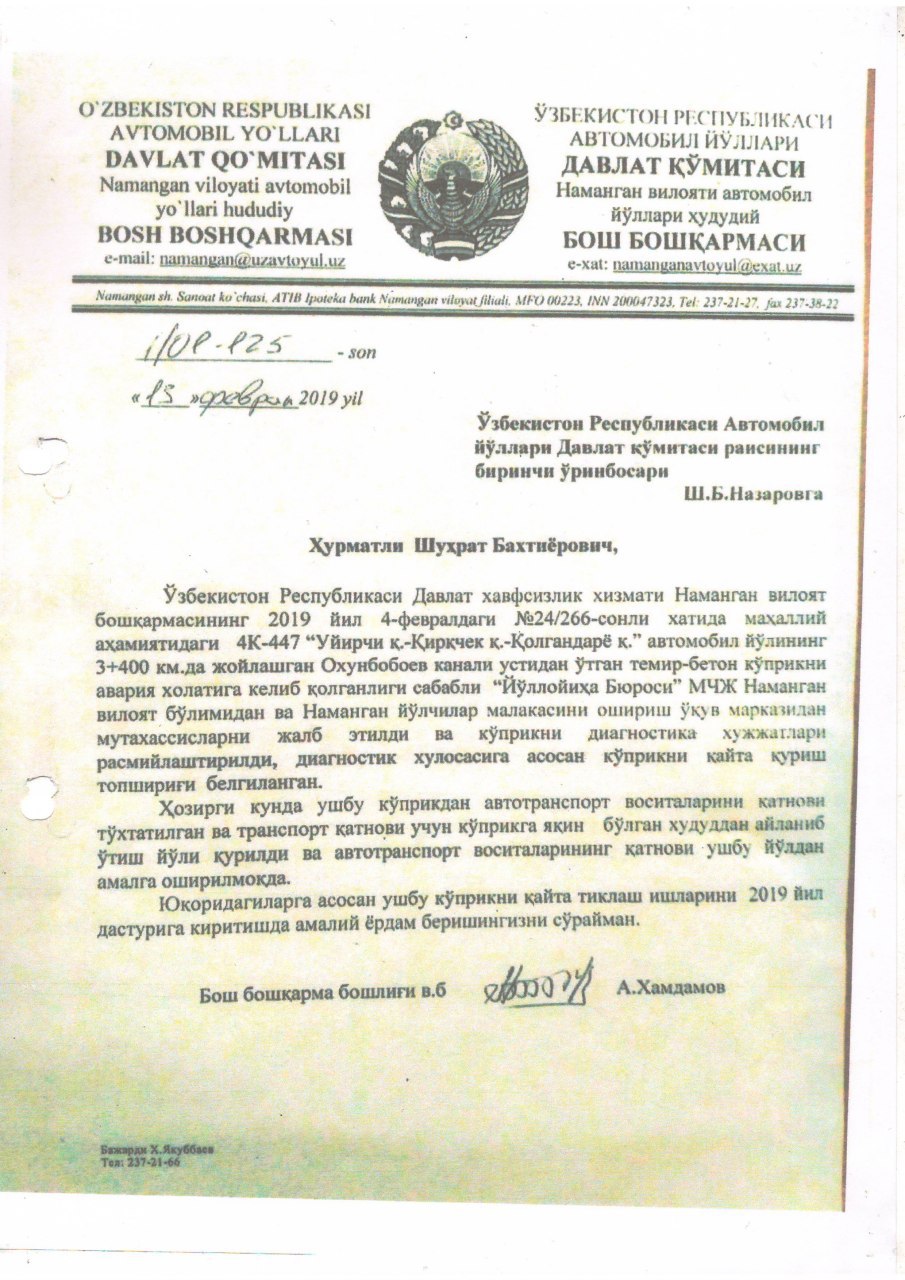 O`ZBEKISTON RESPUBLIKASI
AVTOMOBIL YO`LLARI
DAVLAT QO`MITASI
Namangan viloyati avtomobil
yo`llari hududiy
BOSH BOSHQARMASI
e-mail: namangan@uzavtoyul.uz
ЎЗБЕКИСТОН РЕСПУБЛИКАСИ
АВТОМОБИЛ ЙЎЛЛАРИ
ДАВЛАТ ҚЎМИТАСИ
Наманган вилояти автомобил
йўллари ҳудудий
БОШ БОШҚАРМАСИ
e-xat: namanganavtoyul@exat.uz
Namangan sh. Sanoat ko`chasi, ATIB Ipoteka bank Namangan viloyat filiali, MFO 00223, INN 200047323, Tel: 237-21-27, fax 237-38-22
- son
« » феврал 2019 yil
Ўзбекистон Республикаси Автомобил
йўллари Давлат қўмитаси раисининг
биринчи ўринбосари
Ш.Б.Назаровга
Ҳурматли Шуҳрат Бахтиёрович,
Ўзбекистон Республикаси Давлат хавфсизлик хизмати Наманган вилоят
бошқармасининг 2019 йил 4-февралдаги №24/266-сонли хатида маҳаллий
аҳамиятидаги 4К-447 “Уйирчи қ.-Қирқчек қ.-Қолгандарё қ.” автомобил йўлининг
3+400 км.да жойлашган Охунбобоев канали устидан ўтган темир-бетон кўприкни
авария холатига келиб қолганлиги сабабли “Йўллойиҳа Бюроси” МЧЖ Наманган
вилоят бўлимидан ва Наманган йўлчилар малакасини ошириш ўқув марказидан
мутахассисларни жалб этилди ва кўприкни диагностика хужжатлари
расмийлаштирилди, диагностик хулосасига асосан кўприкни қайта қуриш
топшириғи белгиланган.
Ҳозирги кунда ушбу кўприкдан автотранспорт воситаларини қатнови
тўхтатилган ва транспорт қатнови учун кўприкга яқин бўлган худуддан айланиб
ўтиш йўли қурилди ва автотранспорт воситаларининг қатнови ушбу йўлдан
амалга оширилмоқда.
Юқоридагиларга асосан ушбу кўприкни қайта тиклаш ишларини 2019 йил
дастурига киритишда амалий ёрдам беришингизни сўрайман.
Бош бошқарма бошлиғи в.б А.Хамдамов
Бажарди Х.Якуббаев
Тел: 237-21-66